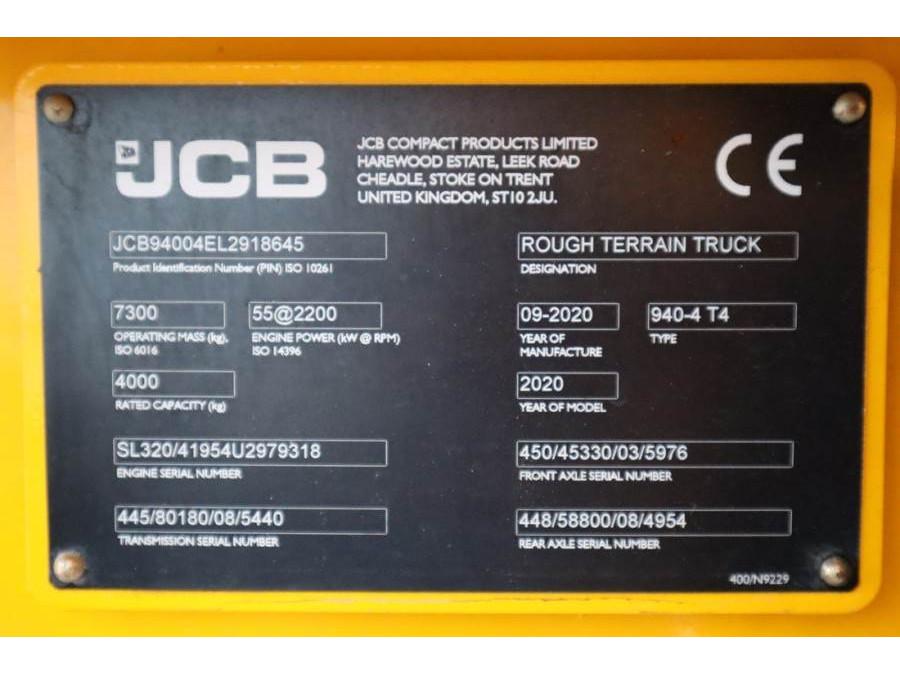 JCB
JCB COMPACT PRODUCTS LIMITED
HAREWOOD ESTATE, LEEK ROAD
CHEADLE, STOKE ON TRENT
UNITED KINGDOM, ST10 2JU.
CE
JCB94004EL2918645
Product Identification Number (PIN) ISO 10261
ROUGH TERRAIN TRUCK
DESIGNATION
7300
OPERATING MASS (kg),
ISO 6016
55@2200
ENGINE POWER (kW @ RPM)
ISO 14396
09-2020
YEAR OF
MANUFACTURE
940-4 T4
TYPE
4000
RATED CAPACITY (kg)
2020
YEAR OF MODEL
SL320/41954U2979318
ENGINE SERIAL NUMBER
450/45330/03/5976
FRONT AXLE SERIAL NUMBER
445/80180/08/5440
TRANSMISSION SERIAL NUMBER
448/58800/08/4954
REAR AXLE SERIAL NUMBER
400/N9229